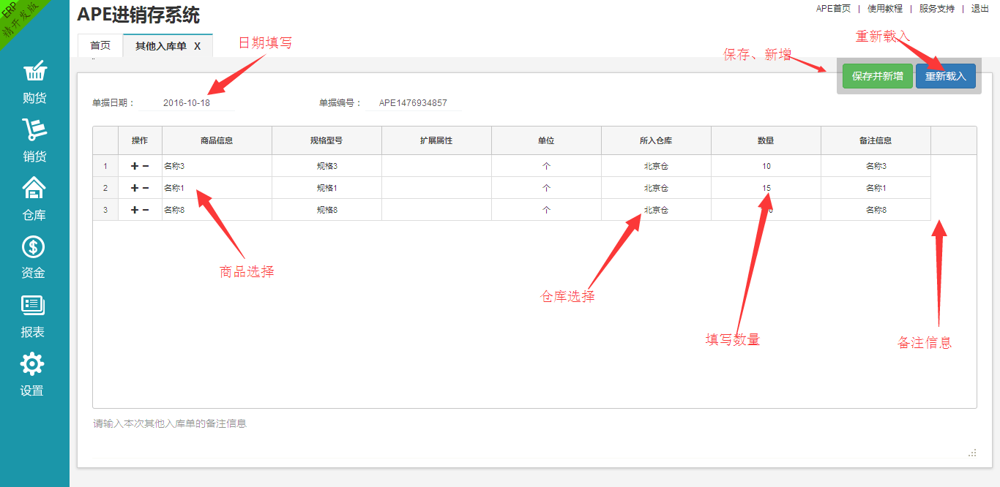 ERP
精开发版
APE进销存系统
APE首页 | 使用教程 | 服务支持 | 退出
首页
其他入库单 X
日期填写
重新载入
保存、新增
保存并新增
重新载入
购货
销货
仓库
资金
报表
设置
单据日期： 2016-10-18
单据编号： APE1476934857
操作 商品信息 规格型号 扩展属性 单位 所入仓库 数量 备注信息
1 名称3 规格3 个 北京仓 10 名称3
2 名称1 规格1 个 北京仓 15 名称1
3 名称8 规格8 个 北京仓 名称8
商品选择
仓库选择
填写数量
备注信息
请输入本次其他入库单的备注信息